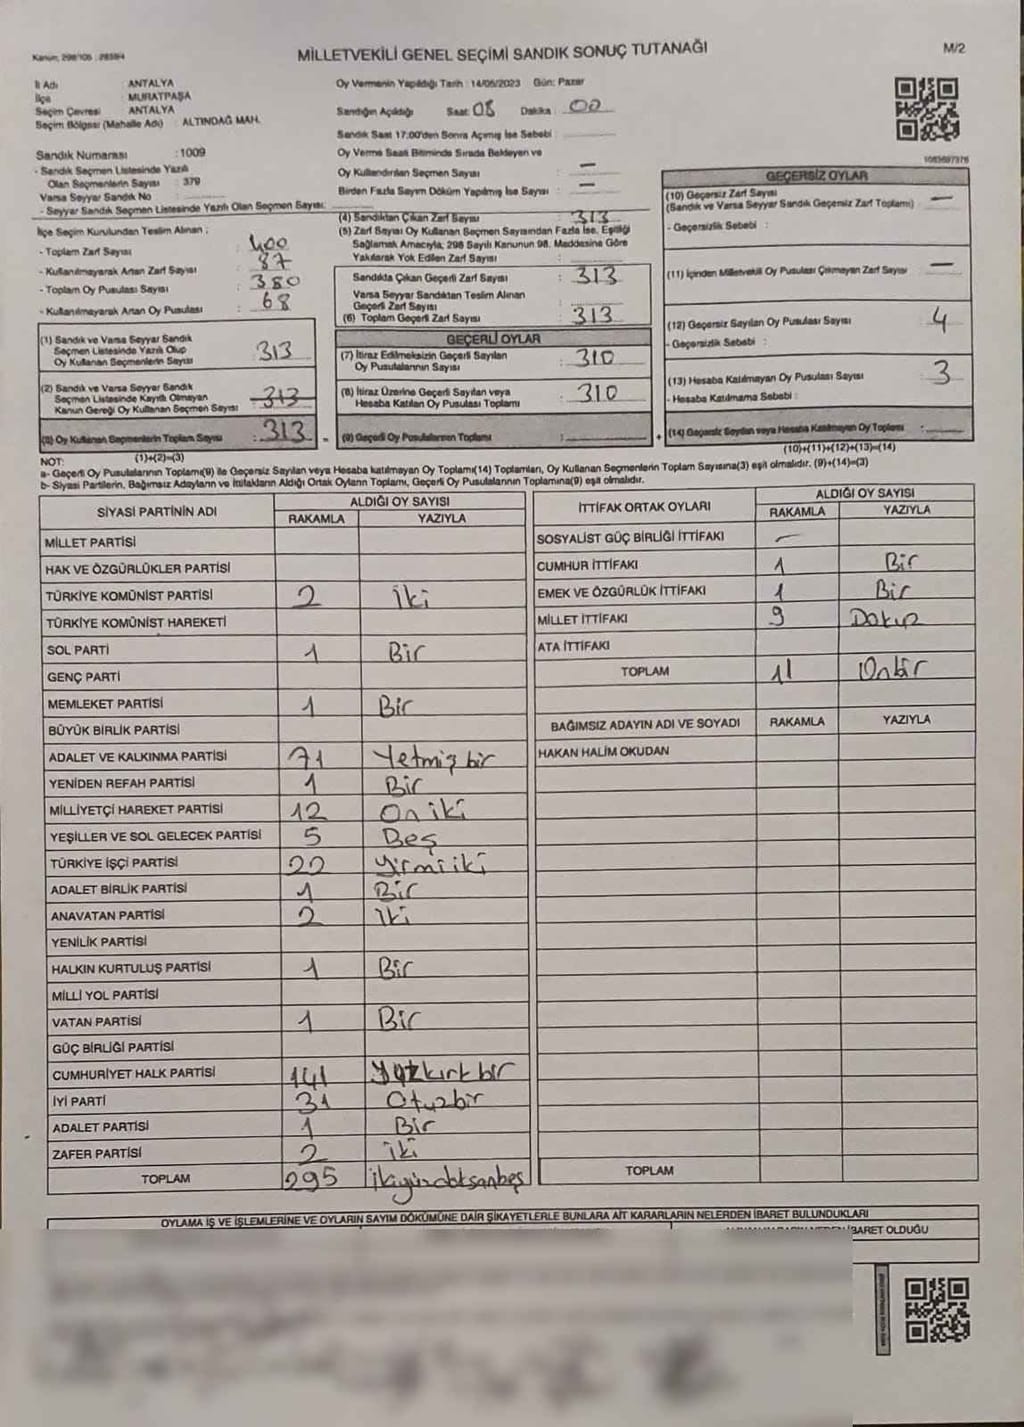 Kanun; 298/105 : 2839/4
MİLLETVEKİLİ GENEL SEÇİMİ SANDIK SONUÇ TUTANAĞI
M/2
İl Adı : ANTALYA
İlçe : MURATPAŞA
Seçim Çevresi : ANTALYA
Seçim Bölgesi (Mahalle Adı) : ALTINDAĞ MAH.
Sandık Numarası : 1009
- Sandık Seçmen Listesinde Yazılı
Olan Seçmenlerin Sayısı : 379
Varsa Seyyar Sandık No :
- Seyyar Sandık Seçmen Listesinde Yazılı Olan Seçmen Sayısı:
İlçe Seçim Kurulundan Teslim Alınan ;
- Toplam Zarf Sayısı : 400
- Kullanılmayarak Artan Zarf Sayısı : 87
- Toplam Oy Pusulası Sayısı : 380
- Kullanılmayarak Artan Oy Pusulası : 68
(1) Sandık ve Varsa Seyyar Sandık
Seçmen Listesinde Yazılı Olup
Oy Kullanan Seçmenlerin Sayısı : 313
(2) Sandık ve Varsa Seyyar Sandık
Seçmen Listesinde Kayıtlı Olmayan
Kanun Gereği Oy Kullanan Seçmen Sayısı : 313
(3) Oy Kullanan Seçmenlerin Toplam Sayısı : 313
(1)+(2)=(3)
Oy Vermenin Yapıldığı Tarih : 14/05/2023 Gün: Pazar
Sandığın Açıldığı Saat: 08 Dakika : 00
Sandık Saat 17:00'den Sonra Açımış İse Sebebi :
Oy Verme Saati Bitiminde Sırada Bekleyen ve
Oy Kullandırılan Seçmen Sayısı : —
Birden Fazla Sayım Döküm Yapılmış İse Sayısı : —
(4) Sandıktan Çıkan Zarf Sayısı : 313
(5) Zarf Sayısı Oy Kullanan Seçmen Sayısından Fazla İse, Eşitliği
Sağlamak Amacıyla; 298 Sayılı Kanunun 98. Maddesine Göre
Yakılarak Yok Edilen Zarf Sayısı :
Sandıkta Çıkan Geçerli Zarf Sayısı : 313
Varsa Seyyar Sandıktan Teslim Alınan
Geçerli Zarf Sayısı :
(6) Toplam Geçerli Zarf Sayısı : 313
GEÇERLİ OYLAR
(7) İtiraz Edilmeksizin Geçerli Sayılan
Oy Pusulalarının Sayısı : 310
(8) İtiraz Üzerine Geçerli Sayılan veya
Hesaba Katılan Oy Pusulası Toplamı : 310
= (9) Geçerli Oy Pusulalarının Toplamı :
1083697376
GEÇERSİZ OYLAR
(10) Geçersiz Zarf Sayısı : —
(Sandık ve Varsa Seyyar Sandık Geçersiz Zarf Toplamı)
- Geçersizlik Sebebi :
(11) İçinden Milletvekili Oy Pusulası Çıkmayan Zarf Sayısı : —
(12) Geçersiz Sayılan Oy Pusulası Sayısı : 4
- Geçersizlik Sebebi :
(13) Hesaba Katılmayan Oy Pusulası Sayısı : 3
- Hesaba Katılmama Sebebi :
+ (14) Geçersiz Sayılan veya Hesaba Katılmayan Oy Toplamı :
(10)+(11)+(12)+(13)=(14)
NOT:
a- Geçerli Oy Pusulalarının Toplamı(9) ile Geçersiz Sayılan veya Hesaba katılmayan Oy Toplamı(14) Toplamları, Oy Kullanan Seçmenlerin Toplam Sayısına(3) eşit olmalıdır. (9)+(14)=(3)
b- Siyasi Partilerin, Bağımsız Adayların ve İttifakların Aldığı Ortak Oyların Toplamı, Geçerli Oy Pusulalarının Toplamına(9) eşit olmalıdır.
SİYASİ PARTİNİN ADI ALDIĞI OY SAYISI
RAKAMLA YAZIYLA
MİLLET PARTİSİ
HAK VE ÖZGÜRLÜKLER PARTİSİ
TÜRKİYE KOMÜNİST PARTİSİ 2 İki
TÜRKİYE KOMÜNİST HAREKETİ
SOL PARTİ 1 Bir
GENÇ PARTİ
MEMLEKET PARTİSİ 1 Bir
BÜYÜK BİRLİK PARTİSİ
ADALET VE KALKINMA PARTİSİ 71 Yetmiş bir
YENİDEN REFAH PARTİSİ 1 Bir
MİLLİYETÇİ HAREKET PARTİSİ 12 On iki
YEŞİLLER VE SOL GELECEK PARTİSİ 5 Beş
TÜRKİYE İŞÇİ PARTİSİ 22 Yirmi iki
ADALET BİRLİK PARTİSİ 1 Bir
ANAVATAN PARTİSİ 2 İki
YENİLİK PARTİSİ
HALKIN KURTULUŞ PARTİSİ 1 Bir
MİLLİ YOL PARTİSİ
VATAN PARTİSİ 1 Bir
GÜÇ BİRLİĞİ PARTİSİ
CUMHURİYET HALK PARTİSİ 141 Yüzkırkbir
İYİ PARTİ 31 Otuzbir
ADALET PARTİSİ 1 Bir
ZAFER PARTİSİ 2 İki
TOPLAM 295 İkiyüzdoksanbeş
İTTİFAK ORTAK OYLARI ALDIĞI OY SAYISI
RAKAMLA YAZIYLA
SOSYALİST GÜÇ BİRLİĞİ İTTİFAKI —
CUMHUR İTTİFAKI 1 Bir
EMEK VE ÖZGÜRLÜK İTTİFAKI 1 Bir
MİLLET İTTİFAKI 9 Dokuz
ATA İTTİFAKI
TOPLAM 11 Onbir
BAĞIMSIZ ADAYIN ADI VE SOYADI RAKAMLA YAZIYLA
HAKAN HALİM OKUDAN
TOPLAM
OYLAMA İŞ VE İŞLEMLERİNE VE OYLARIN SAYIM DÖKÜMÜNE DAİR ŞİKAYETLERLE BUNLARA AİT KARARLARIN NELERDEN İBARET BULUNDUKLARI
İBARET OLDUĞU